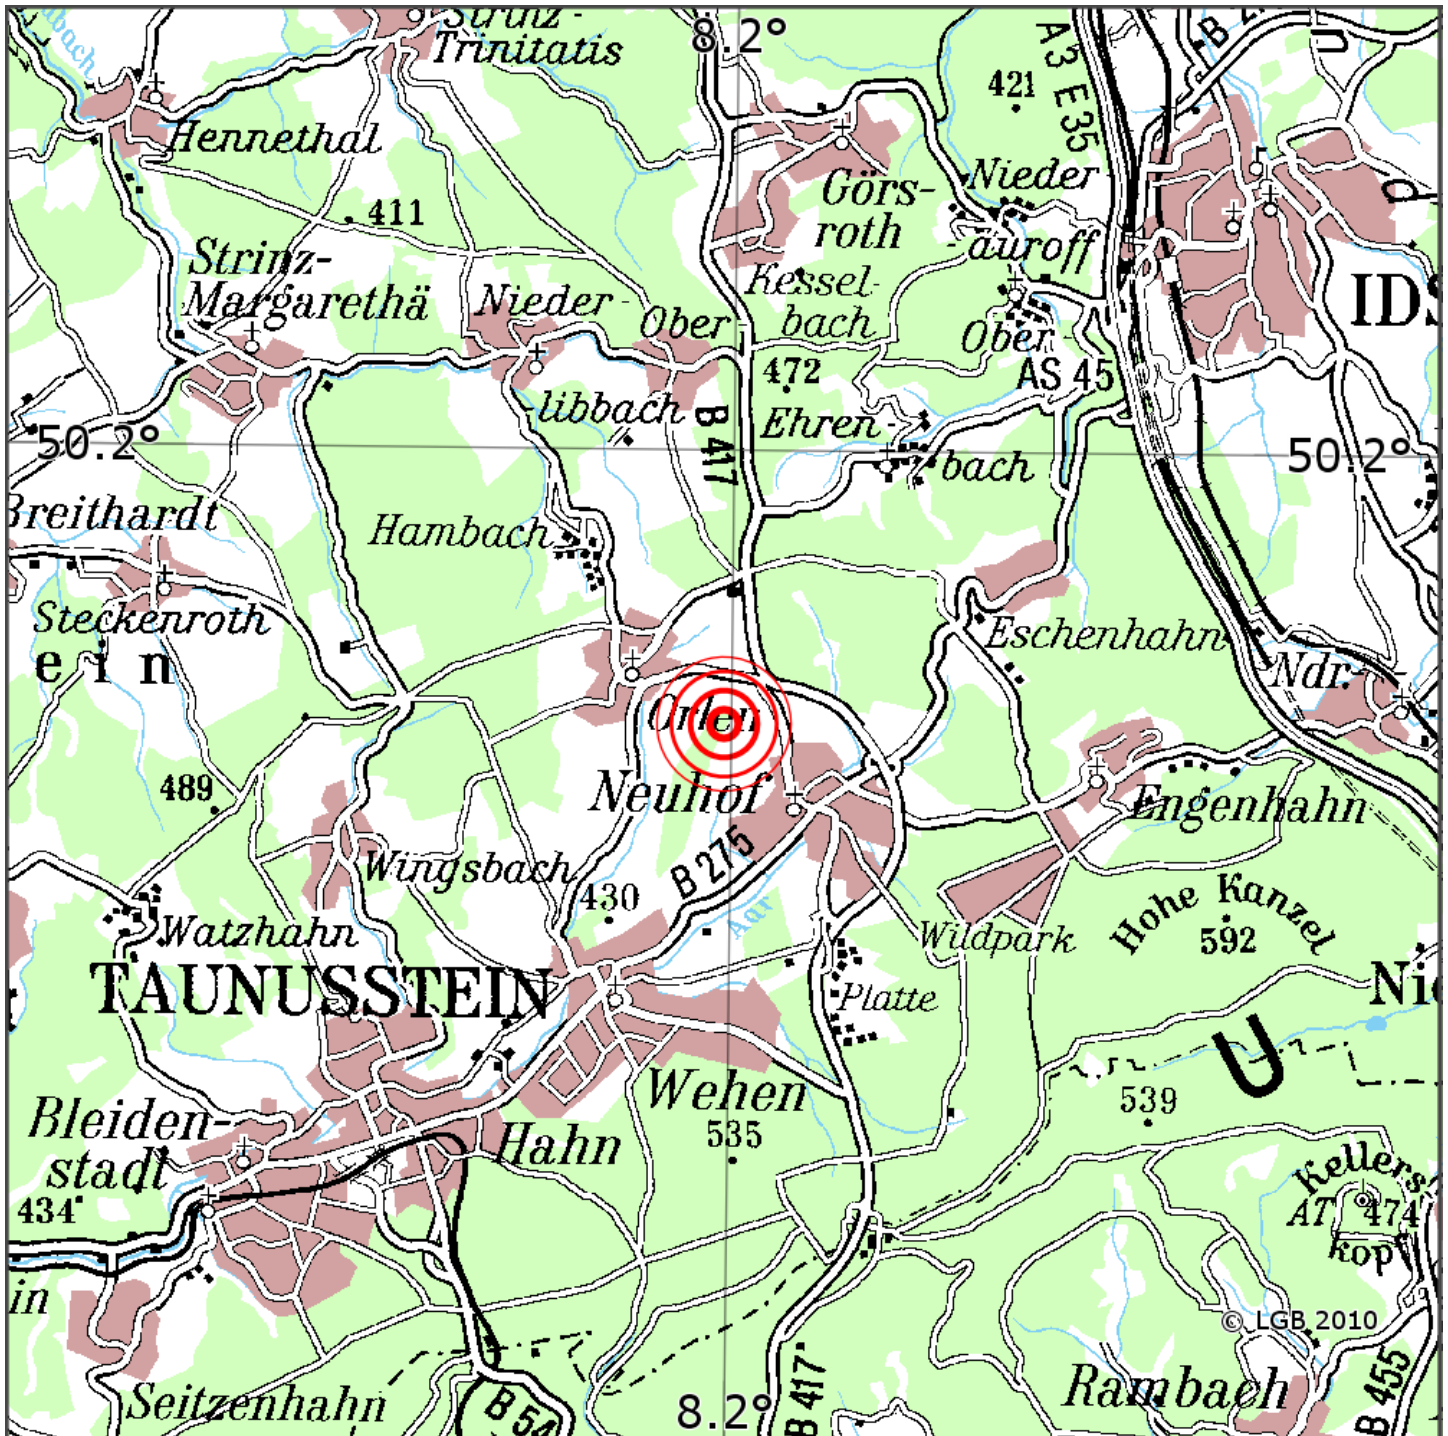 Strinz-
Trinitatis
8.2°
B
n
A3 E35
421
Hennethal
Görs-
roth
Nieder
-auroff
d
411
Strinz-
Margarethä
Nieder-
Ober
-libbach
Kessel-
bach
Ober-
IDS
AS 45
472
B 417
Ehren-
bach
50.2°
50.2°
Breithardt
Hambach
Steckenroth
e i n
Eschenhahn
Ndr.
Orlen
489
Neuhof
Engenhahn
Wingsbach
B 275
430
Aar
Watzhahn
Wildpark
Hohe Kanzel
592
TAUNUSSTEIN
Platte
Nie
U
Wehen
535
539
Bleiden-
stadt
Hahn
434
Kellers
AT 474
kopf
in
© LGB 2010
Seitzenhahn
B 54
8.2°
B 417
Rambach
B 455